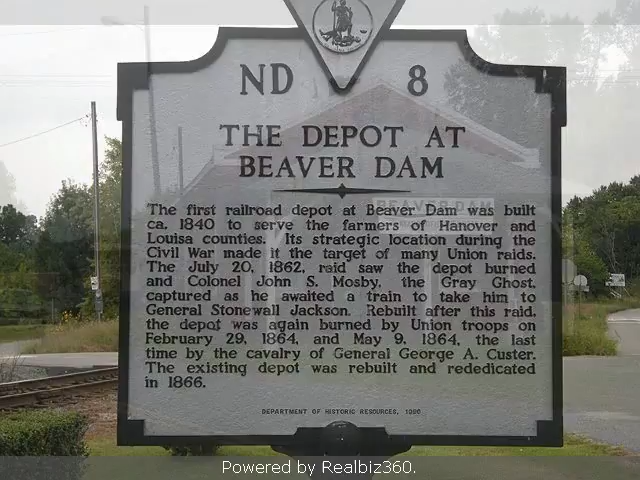 ND 8
THE DEPOT AT
BEAVER DAM
The first railroad depot at Beaver Dam was built
ca. 1840 to serve the farmers of Hanover and
Louisa counties. Its strategic location during the
Civil War made it the target of many Union raids.
The July 20, 1862, raid saw the depot burned
and Colonel John S. Mosby, the Gray Ghost,
captured as he awaited a train to take him to
General Stonewall Jackson. Rebuilt after this raid,
the depot was again burned by Union troops on
February 29, 1864, and May 9, 1864, the last
time by the cavalry of General George A. Custer.
The existing depot was rebuilt and rededicated
in 1866.
DEPARTMENT OF HISTORIC RESOURCES,
BEAVER DAM
Powered by Realbiz360.